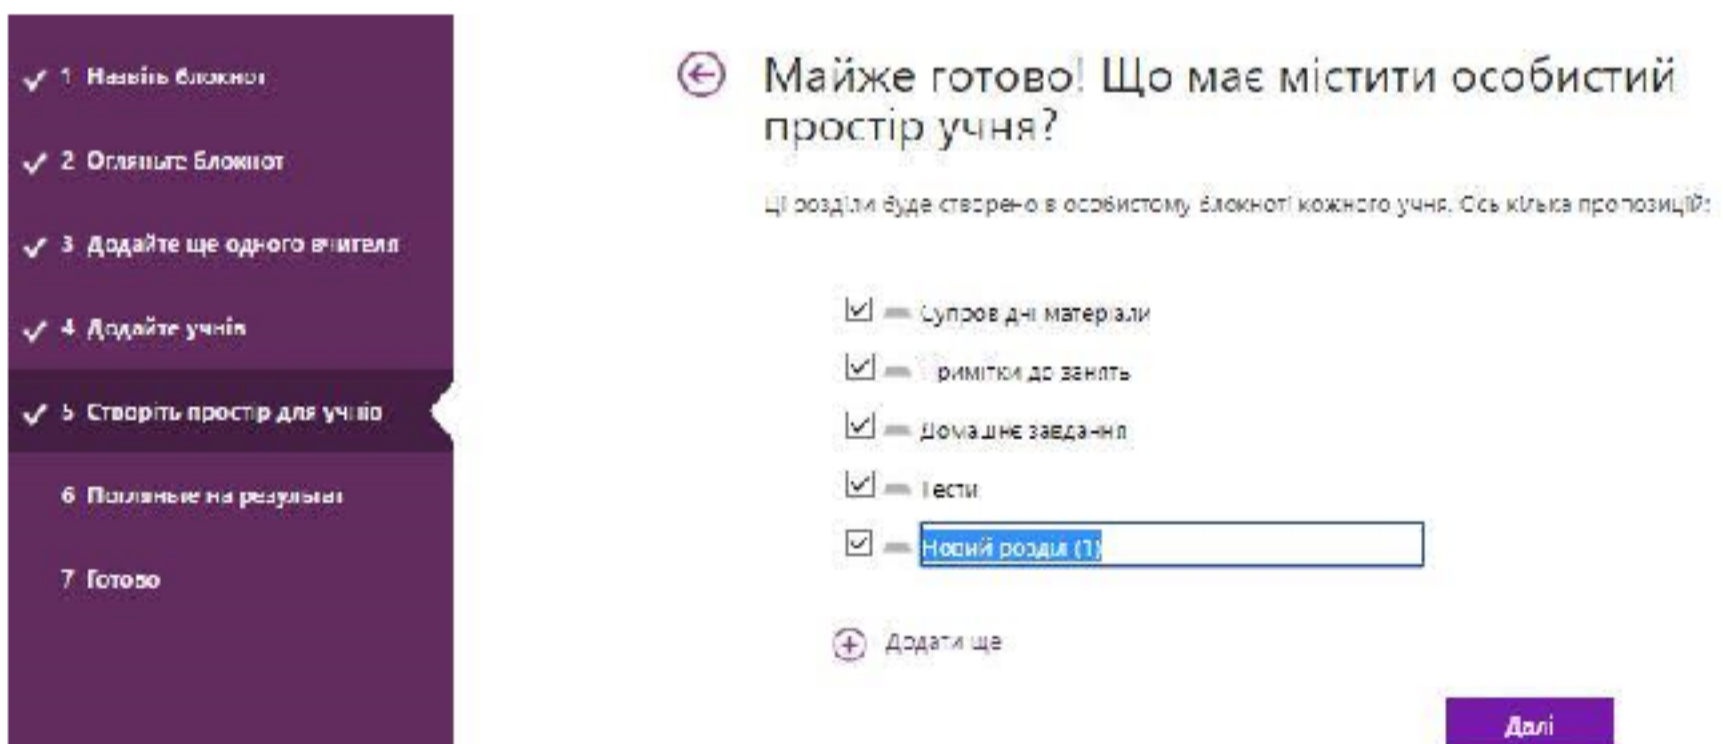 1 Назвіть блокнот
2 Огляньте блокнот
3 Додайте ще одного вчителя
4 Додайте учнів
5 Створіть простір для учнів
6 Погляньте на результат
7 Готово
Майже готово! Що має містити особистий
простір учня?
Ці розділи буде створено в особистому блокноті кожного учня. Ось кілька пропозицій:
Супровідні матеріали
Примітки до занять
Домашнє завдання
Тести
Новий розділ (1)
Додати ще
Далі